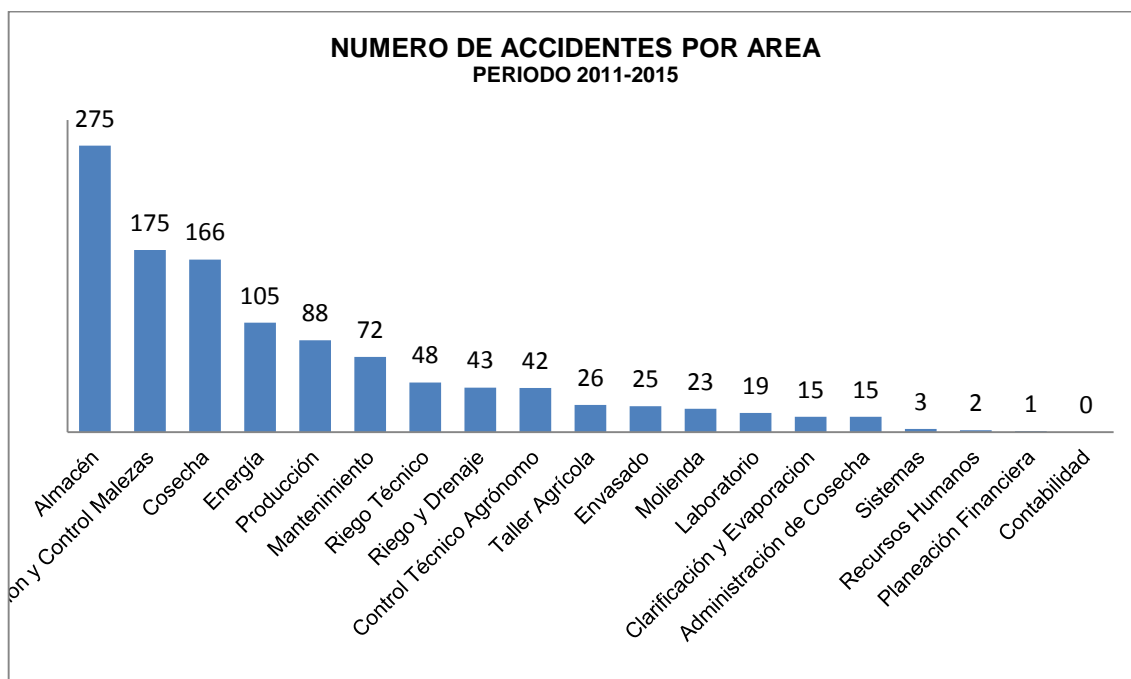 NUMERO DE ACCIDENTES POR AREA
PERIODO 2011-2015
275
175
166
105
88
72
48
43
42
26
25
23
19
15
15
3
2
1
0
Almacén
y Control Malezas
Cosecha
Energía
Producción
Mantenimiento
Riego Técnico
Riego y Drenaje
Control Técnico Agrónomo
Taller Agrícola
Envasado
Molienda
Laboratorio
Clarificación y Evaporacion
Administración de Cosecha
Sistemas
Recursos Humanos
Planeación Financiera
Contabilidad